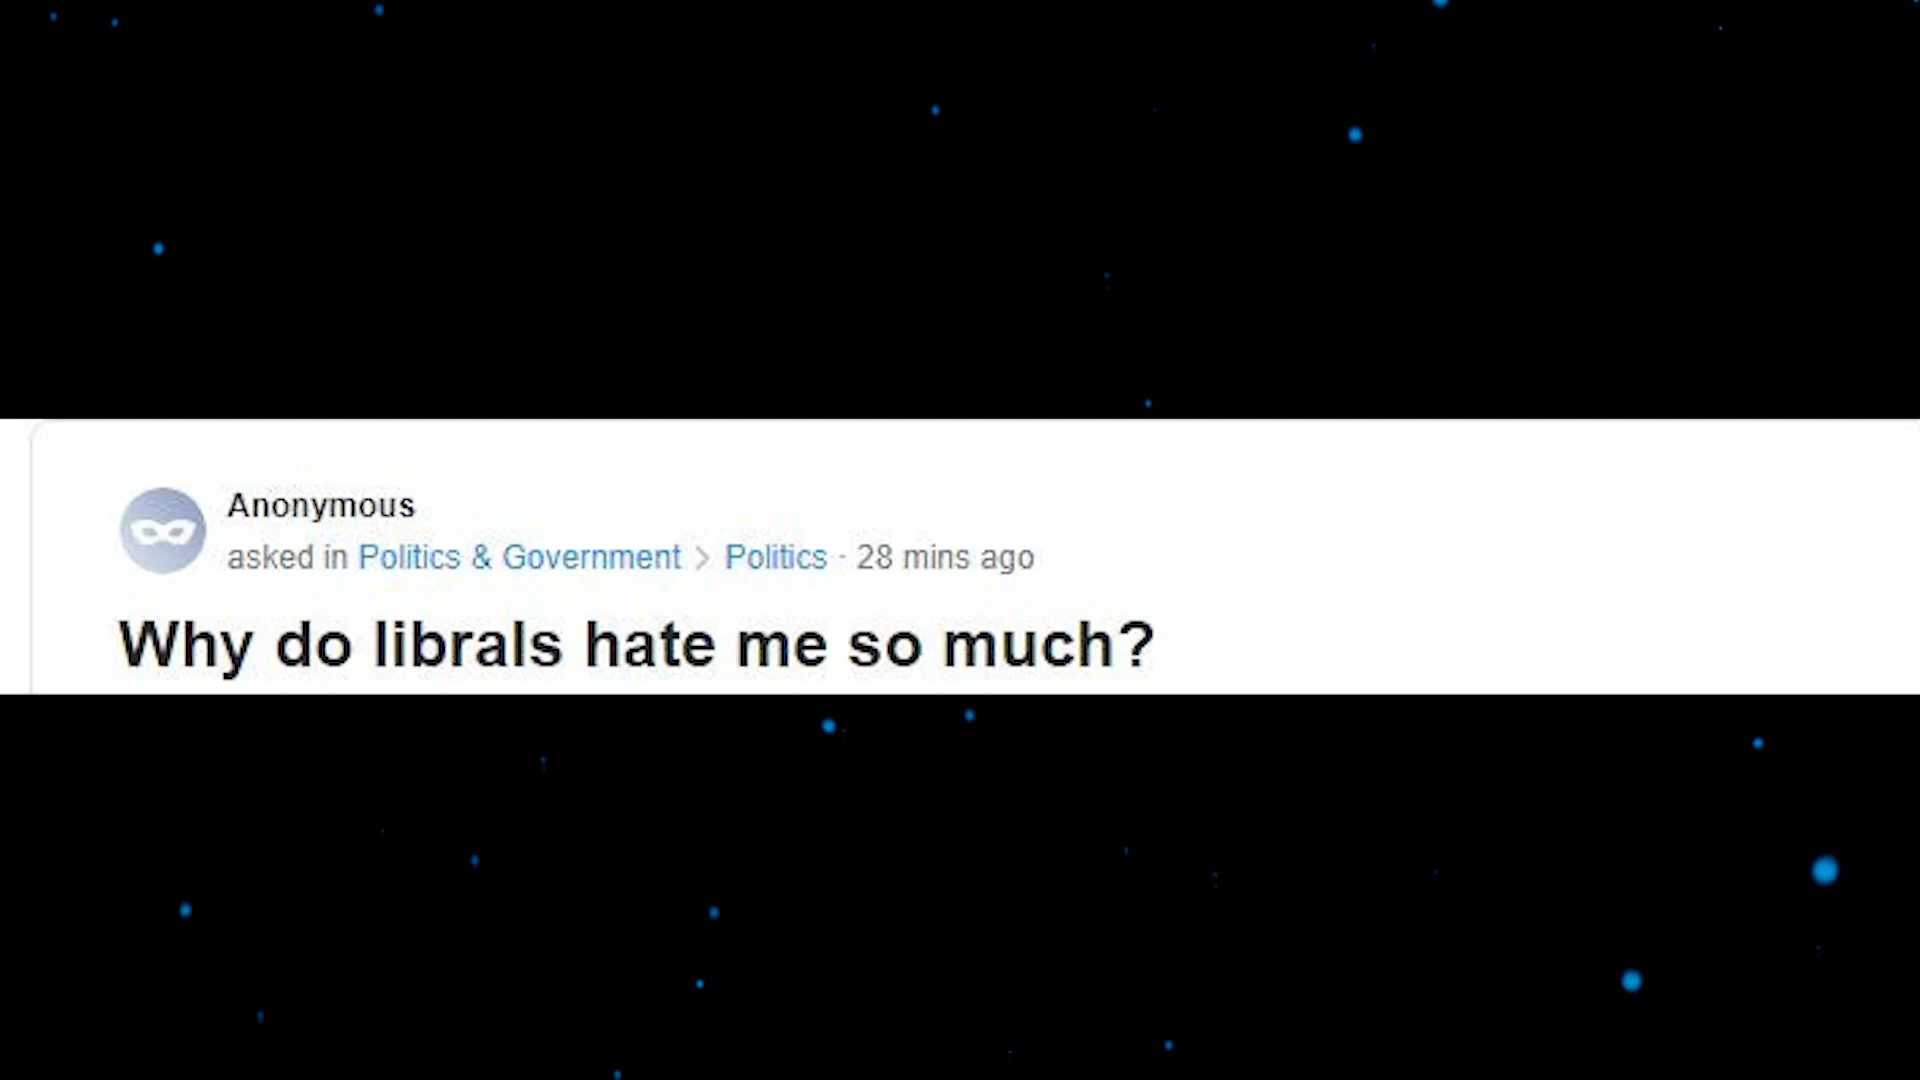 Anonymous
asked in Politics & Government > Politics · 28 mins ago
Why do librals hate me so much?